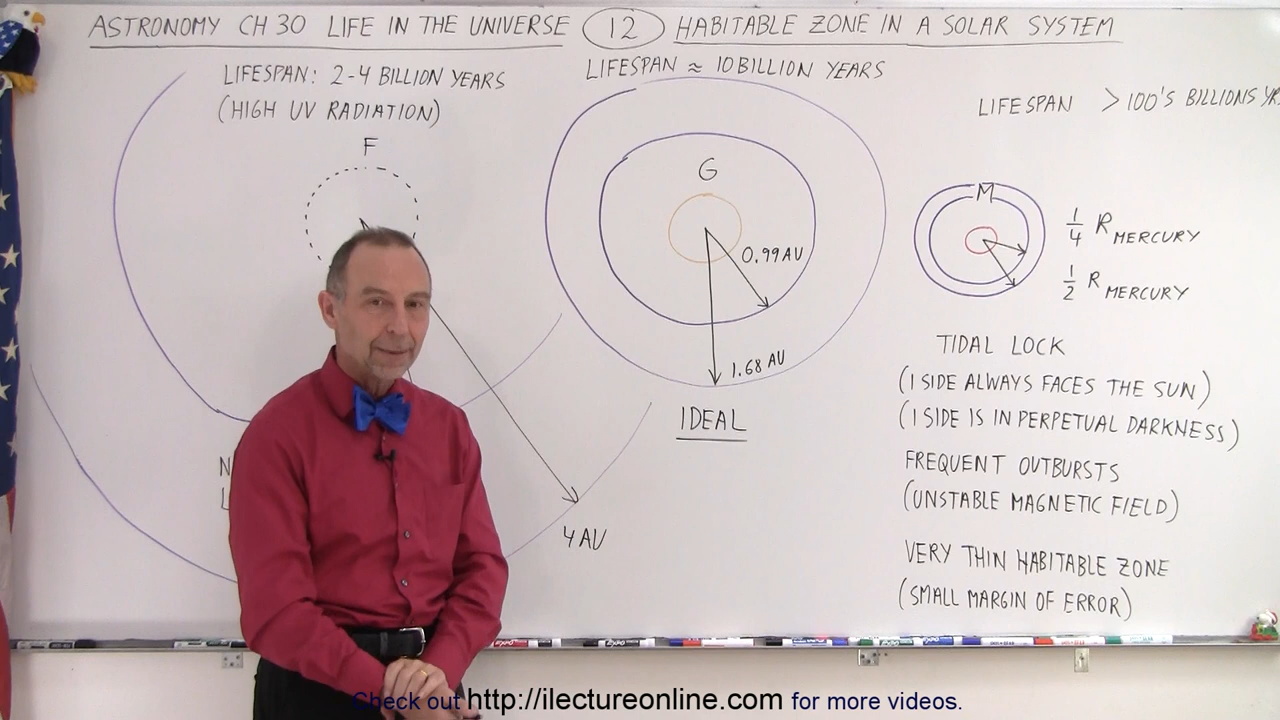 ASTRONOMY CH 30 LIFE IN THE UNIVERSE 12 HABITABLE ZONE IN A SOLAR SYSTEM
LIFESPAN: 2-4 BILLION YEARS
(HIGH UV RADIATION)
F
4 AU
LIFESPAN ≈ 10 BILLION YEARS
G
0.99 AU
1.68 AU
IDEAL
LIFESPAN > 100'S BILLIONS
M
1/4 R MERCURY
1/2 R MERCURY
TIDAL LOCK
(1 SIDE ALWAYS FACES THE SUN)
(1 SIDE IS IN PERPETUAL DARKNESS)
FREQUENT OUTBURSTS
(UNSTABLE MAGNETIC FIELD)
VERY THIN HABITABLE ZONE
(SMALL MARGIN OF ERROR)
Check out http://ilectureonline.com for more videos.